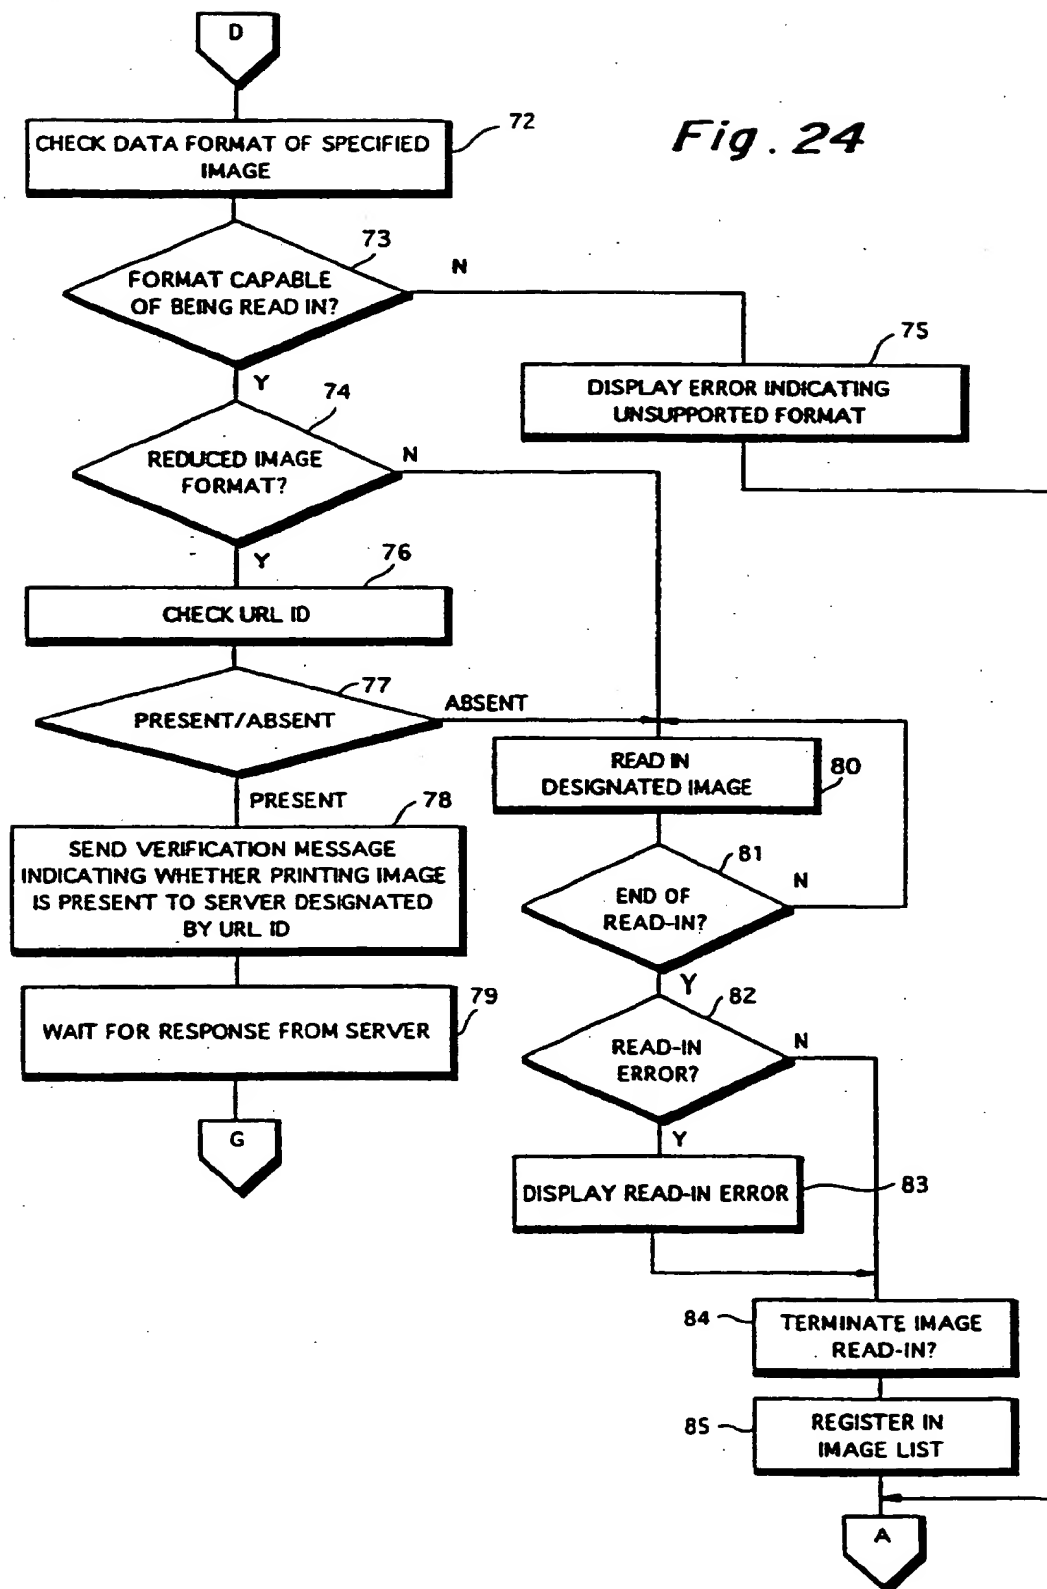 D
Fig. 24
72
CHECK DATA FORMAT OF SPECIFIED
IMAGE
73
FORMAT CAPABLE
OF BEING READ IN?
N
Y
75
DISPLAY ERROR INDICATING
UNSUPPORTED FORMAT
74
REDUCED IMAGE
FORMAT?
N
Y
76
CHECK URL ID
77
PRESENT/ABSENT
ABSENT
PRESENT
78
SEND VERIFICATION MESSAGE
INDICATING WHETHER PRINTING IMAGE
IS PRESENT TO SERVER DESIGNATED
BY URL ID
79
WAIT FOR RESPONSE FROM SERVER
G
READ IN
DESIGNATED IMAGE
80
81
END OF
READ-IN?
N
Y
82
READ-IN
ERROR?
N
Y
DISPLAY READ-IN ERROR
83
84
TERMINATE IMAGE
READ-IN?
85
REGISTER IN
IMAGE LIST
A